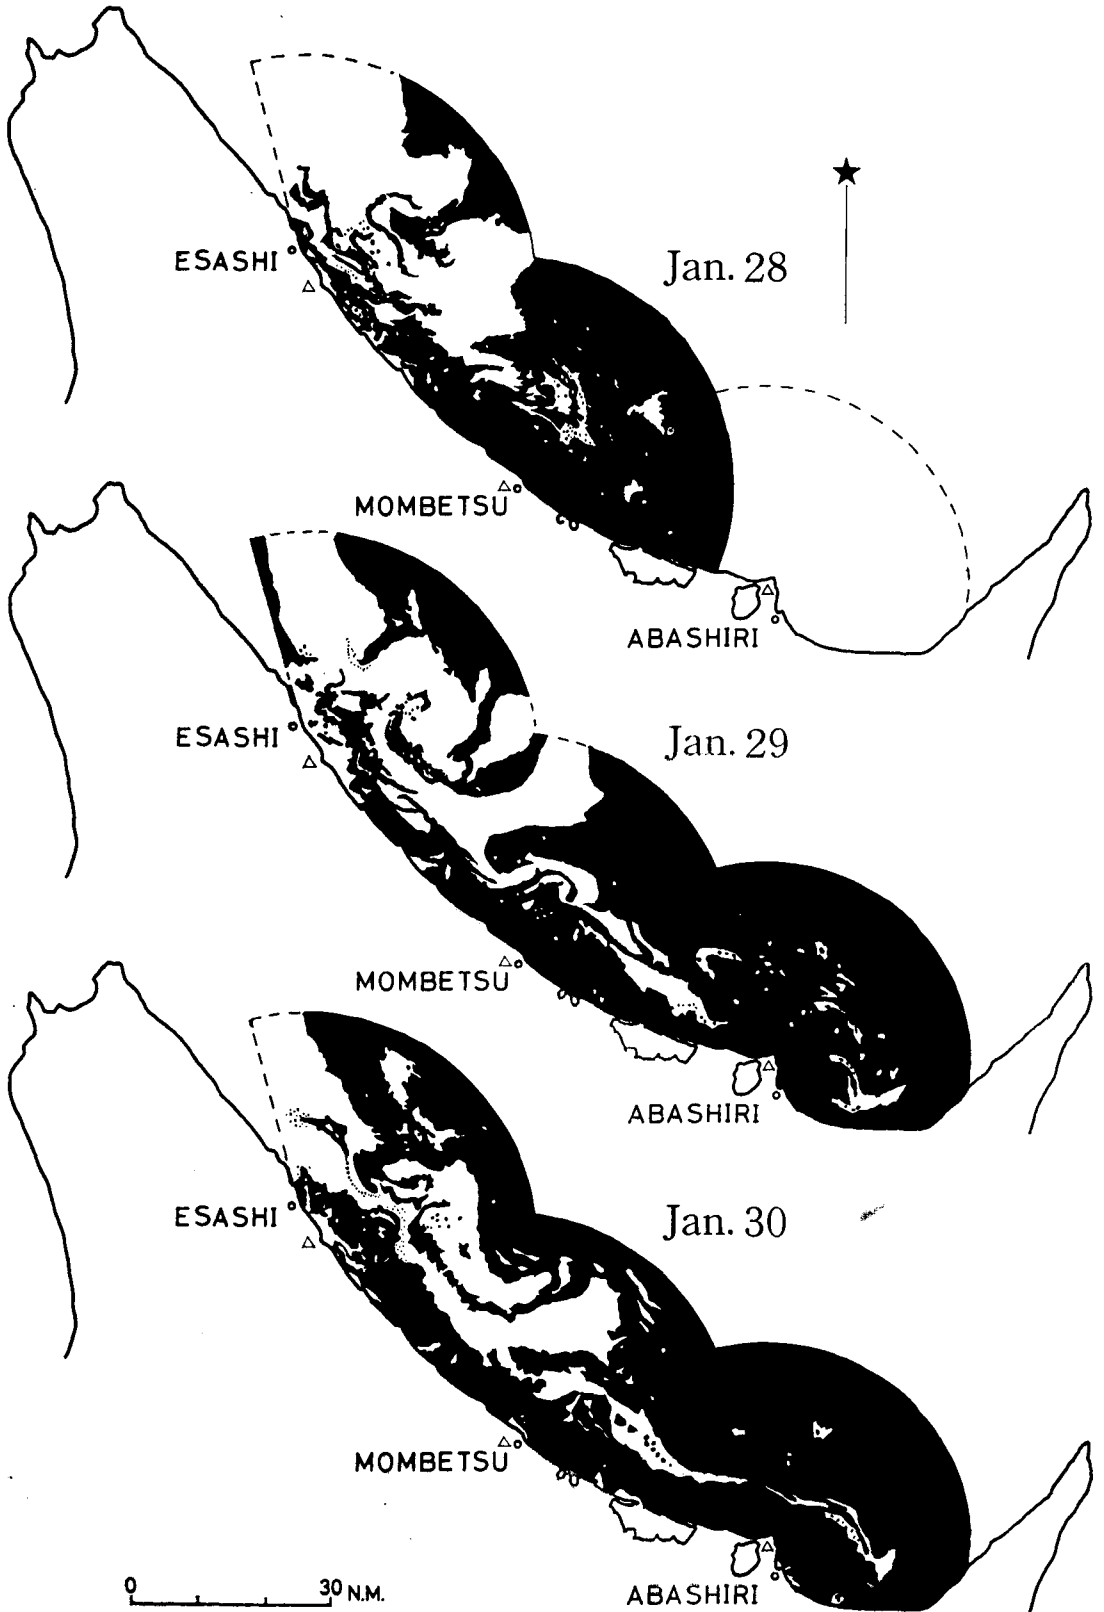 ESASHI
Jan. 28
MOMBETSU
ABASHIRI
ESASHI
Jan. 29
MOMBETSU
ABASHIRI
ESASHI
Jan. 30
MOMBETSU
ABASHIRI
0 30 N.M.